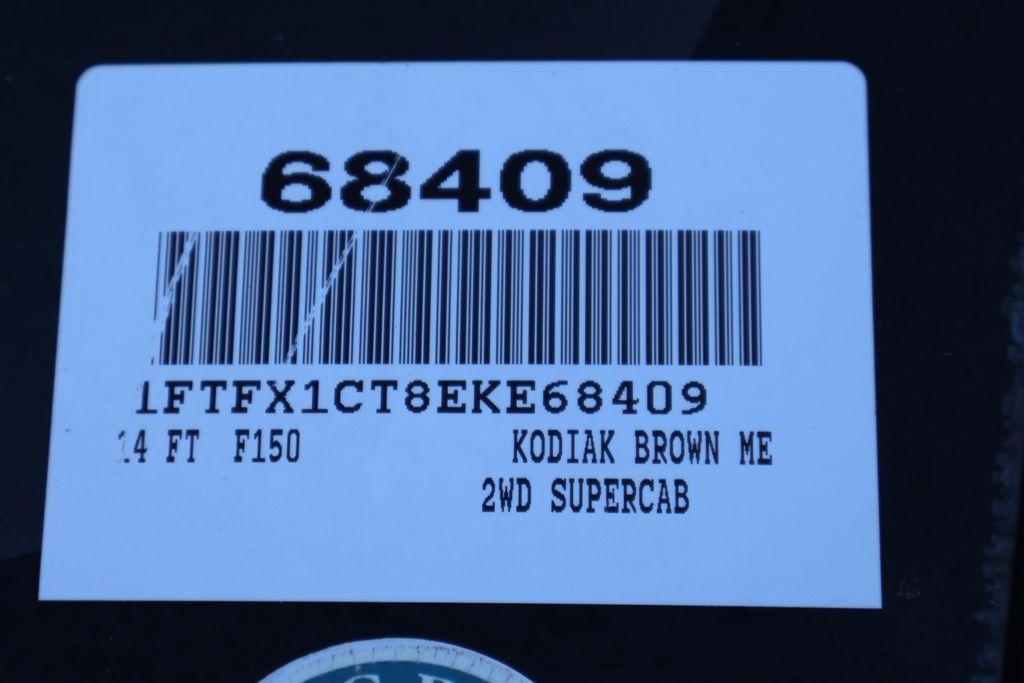 68409
1FTFX1CT8EKE68409
14 FT F150 KODIAK BROWN ME
2WD SUPERCAB